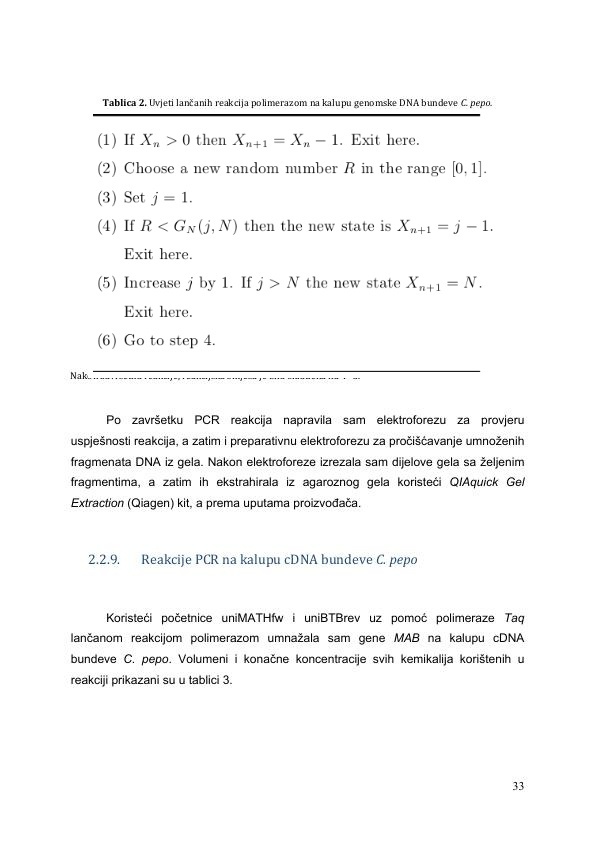 Tablica 2. Uvjeti lančanih reakcija polimerazom na kalupu genomske DNA bundeve C. pepo.
(1) If Xₙ > 0 then Xₙ₊₁ = Xₙ − 1. Exit here.
(2) Choose a new random number R in the range [0, 1].
(3) Set j = 1.
(4) If R < G_N(j, N) then the new state is Xₙ₊₁ = j − 1.
Exit here.
(5) Increase j by 1. If j > N the new state Xₙ₊₁ = N.
Exit here.
(6) Go to step 4.
Po završetku PCR reakcija napravila sam elektroforezu za provjeru
uspješnosti reakcija, a zatim i preparativnu elektroforezu za pročišćavanje umnoženih
fragmenata DNA iz gela. Nakon elektroforeze izrezala sam dijelove gela sa željenim
fragmentima, a zatim ih ekstrahirala iz agaroznog gela koristeći QIAquick Gel
Extraction (Qiagen) kit, a prema uputama proizvođača.
2.2.9. Reakcije PCR na kalupu cDNA bundeve C. pepo
Koristeći početnice uniMATHfw i uniBTBrev uz pomoć polimeraze Taq
lančanom reakcijom polimerazom umnažala sam gene MAB na kalupu cDNA
bundeve C. pepo. Volumeni i konačne koncentracije svih kemikalija korištenih u
reakciji prikazani su u tablici 3.
33